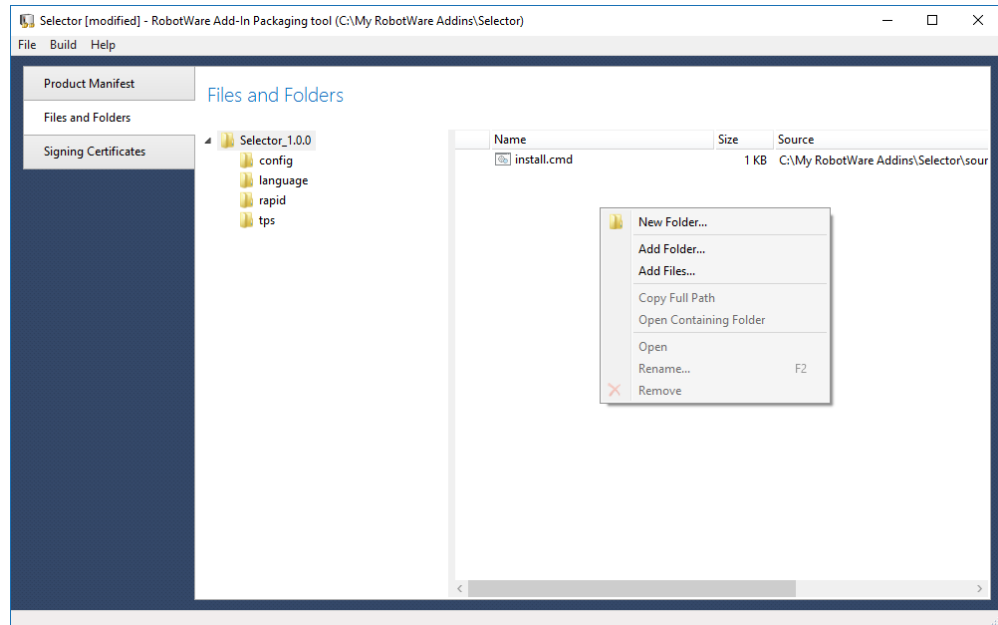 Selector [modified] - RobotWare Add-In Packaging tool (C:\My RobotWare Addins\Selector)
File Build Help
Product Manifest
Files and Folders
Signing Certificates
Files and Folders
Selector_1.0.0
config
language
rapid
tps
Name Size Source
install.cmd 1 KB C:\My RobotWare Addins\Selector\sour
New Folder...
Add Folder...
Add Files...
Copy Full Path
Open Containing Folder
Open
Rename... F2
Remove